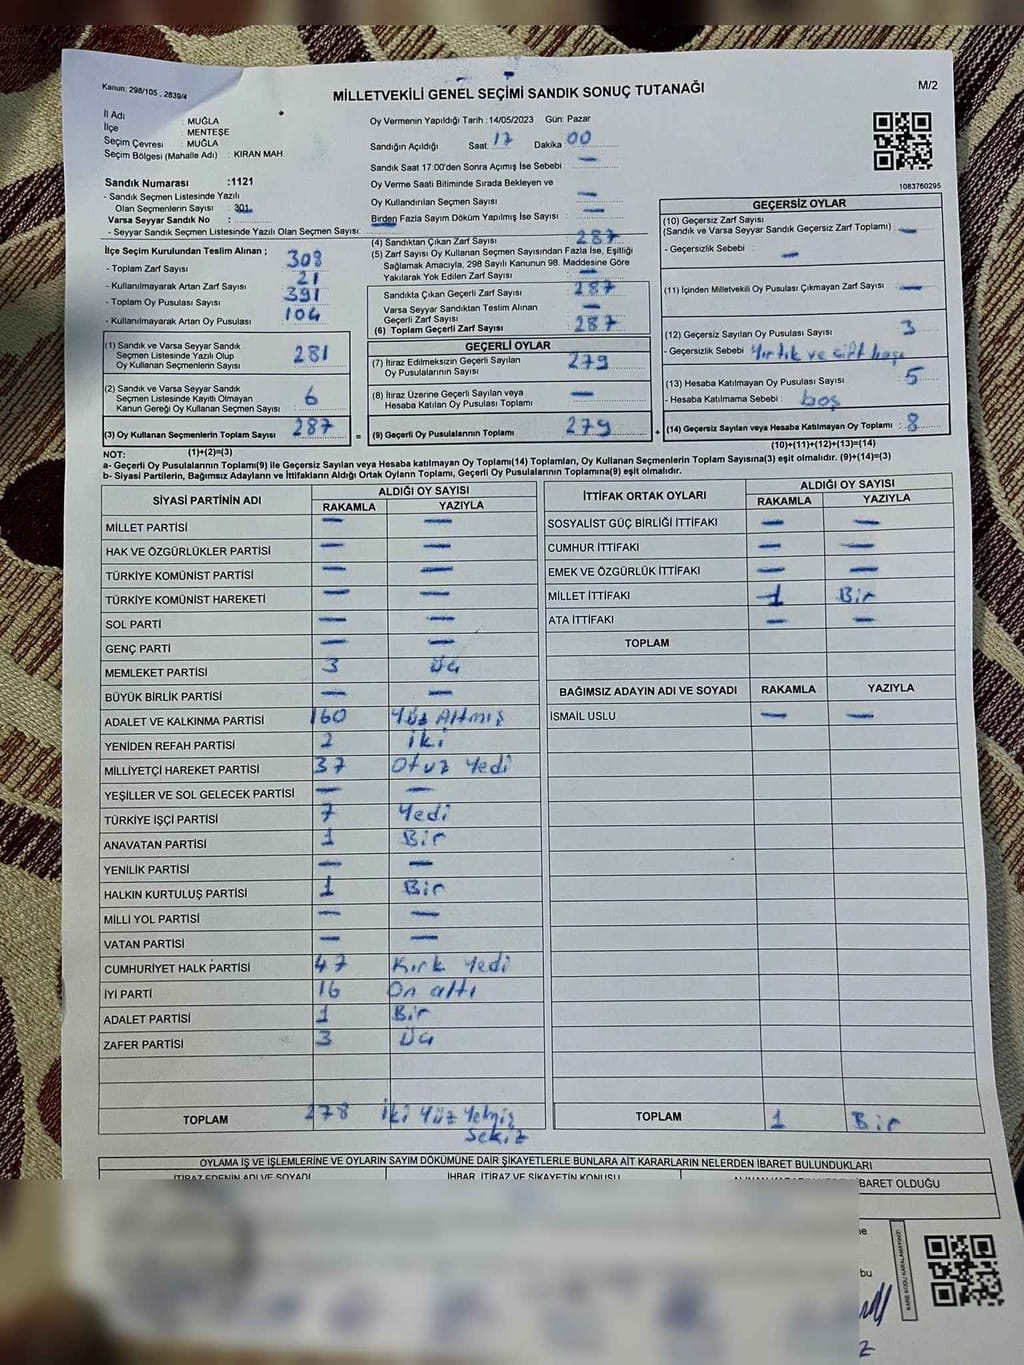 Kanun: 298/105 , 2839/4
MİLLETVEKİLİ GENEL SEÇİMİ SANDIK SONUÇ TUTANAĞI
M/2
İl Adı : MUĞLA
İlçe : MENTEŞE
Seçim Çevresi : MUĞLA
Seçim Bölgesi (Mahalle Adı) : KIRAN MAH.
Sandık Numarası :1121
- Sandık Seçmen Listesinde Yazılı
Olan Seçmenlerin Sayısı : 301
Varsa Seyyar Sandık No :
- Seyyar Sandık Seçmen Listesinde Yazılı Olan Seçmen Sayısı:
Oy Vermenin Yapıldığı Tarih : 14/05/2023 Gün: Pazar
Sandığın Açıldığı Saat: 17 Dakika 00
Sandık Saat 17:00'den Sonra Açımış İse Sebebi : —
Oy Verme Saati Bitiminde Sırada Bekleyen ve
Oy Kullandırılan Seçmen Sayısı —
Birden Fazla Sayım Döküm Yapılmış İse Sayısı : —
1083760295
İlçe Seçim Kurulundan Teslim Alınan ;
- Toplam Zarf Sayısı 308
- Kullanılmayarak Artan Zarf Sayısı 21
- Toplam Oy Pusulası Sayısı 391
- Kullanılmayarak Artan Oy Pusulası 104
(1) Sandık ve Varsa Seyyar Sandık
Seçmen Listesinde Yazılı Olup
Oy Kullanan Seçmenlerin Sayısı 281
(2) Sandık ve Varsa Seyyar Sandık
Seçmen Listesinde Kayıtlı Olmayan
Kanun Gereği Oy Kullanan Seçmen Sayısı 6
(3) Oy Kullanan Seçmenlerin Toplam Sayısı 287
(4) Sandıktan Çıkan Zarf Sayısı 287
(5) Zarf Sayısı Oy Kullanan Seçmen Sayısından Fazla İse, Eşitliği
Sağlamak Amacıyla, 298 Sayılı Kanunun 98. Maddesine Göre
Yakılarak Yok Edilen Zarf Sayısı —
Sandıkta Çıkan Geçerli Zarf Sayısı 287
Varsa Seyyar Sandıktan Teslim Alınan
Geçerli Zarf Sayısı —
(6) Toplam Geçerli Zarf Sayısı 287
GEÇERLİ OYLAR
(7) İtiraz Edilmeksizin Geçerli Sayılan
Oy Pusulalarının Sayısı 279
(8) İtiraz Üzerine Geçerli Sayılan veya
Hesaba Katılan Oy Pusulası Toplamı —
= (9) Geçerli Oy Pusulalarının Toplamı 279
GEÇERSİZ OYLAR
(10) Geçersiz Zarf Sayısı
(Sandık ve Varsa Seyyar Sandık Geçersiz Zarf Toplamı) —
- Geçersizlik Sebebi : —
(11) İçinden Milletvekili Oy Pusulası Çıkmayan Zarf Sayısı —
(12) Geçersiz Sayılan Oy Pusulası Sayısı 3
- Geçersizlik Sebebi Yırtık ve çift başı
(13) Hesaba Katılmayan Oy Pusulası Sayısı 5
- Hesaba Katılmama Sebebi : boş
+ (14) Geçersiz Sayılan veya Hesaba Katılmayan Oy Toplamı : 8
NOT: (1)+(2)=(3)
(10)+(11)+(12)+(13)=(14)
a- Geçerli Oy Pusulalarının Toplamı(9) ile Geçersiz Sayılan veya Hesaba katılmayan Oy Toplamı(14) Toplamları, Oy Kullanan Seçmenlerin Toplam Sayısına(3) eşit olmalıdır. (9)+(14)=(3)
b- Siyasi Partilerin, Bağımsız Adayların ve İttifakların Aldığı Ortak Oyların Toplamı, Geçerli Oy Pusulalarının Toplamına(9) eşit olmalıdır.
SİYASİ PARTİNİN ADI ALDIĞI OY SAYISI
RAKAMLA YAZIYLA
MİLLET PARTİSİ — —
HAK VE ÖZGÜRLÜKLER PARTİSİ — —
TÜRKİYE KOMÜNİST PARTİSİ — —
TÜRKİYE KOMÜNİST HAREKETİ — —
SOL PARTİ — —
GENÇ PARTİ — —
MEMLEKET PARTİSİ 3 Üç
BÜYÜK BİRLİK PARTİSİ — —
ADALET VE KALKINMA PARTİSİ 160 Yüz Altmış
YENİDEN REFAH PARTİSİ 2 İki
MİLLİYETÇİ HAREKET PARTİSİ 37 Otuz Yedi
YEŞİLLER VE SOL GELECEK PARTİSİ — —
TÜRKİYE İŞÇİ PARTİSİ 7 Yedi
ANAVATAN PARTİSİ 1 Bir
YENİLİK PARTİSİ — —
HALKIN KURTULUŞ PARTİSİ 1 Bir
MİLLİ YOL PARTİSİ — —
VATAN PARTİSİ — —
CUMHURİYET HALK PARTİSİ 47 Kırk Yedi
İYİ PARTİ 16 On altı
ADALET PARTİSİ 1 Bir
ZAFER PARTİSİ 3 Üç
TOPLAM 278 İki Yüz Yetmiş
Sekiz
İTTİFAK ORTAK OYLARI ALDIĞI OY SAYISI
RAKAMLA YAZIYLA
SOSYALİST GÜÇ BİRLİĞİ İTTİFAKI — —
CUMHUR İTTİFAKI — —
EMEK VE ÖZGÜRLÜK İTTİFAKI — —
MİLLET İTTİFAKI 1 Bir
ATA İTTİFAKI — —
TOPLAM
BAĞIMSIZ ADAYIN ADI VE SOYADI RAKAMLA YAZIYLA
İSMAİL USLU — —
TOPLAM 1 Bir
OYLAMA İŞ VE İŞLEMLERİNE VE OYLARIN SAYIM DÖKÜMÜNE DAİR ŞİKAYETLERLE BUNLARA AİT KARARLARIN NELERDEN İBARET BULUNDUKLARI
İTİRAZ EDENİN ADI VE SOYADI İHBAR, İTİRAZ VE ŞİKAYETİN KONUSU
İBARET OLDUĞU
bu
KARE KODU KARALAMAYINIZ!